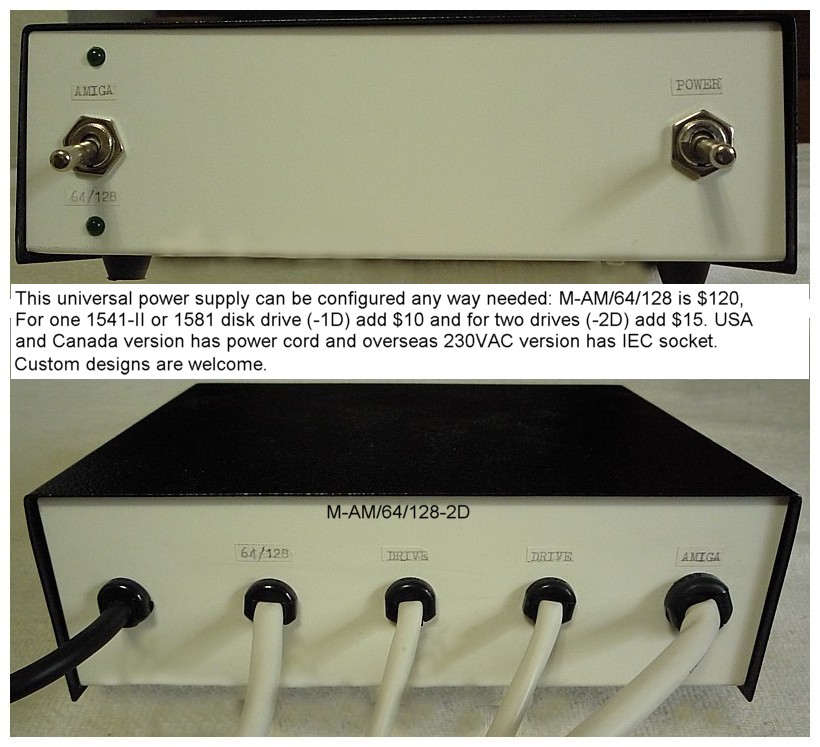 AMIGA
POWER
64/128
This universal power supply can be configured any way needed: M-AM/64/128 is $120,
For one 1541-II or 1581 disk drive (-1D) add $10 and for two drives (-2D) add $15. USA
and Canada version has power cord and overseas 230VAC version has IEC socket.
Custom designs are welcome.
M-AM/64/128-2D
64/128
DRIVE
DRIVE
AMIGA